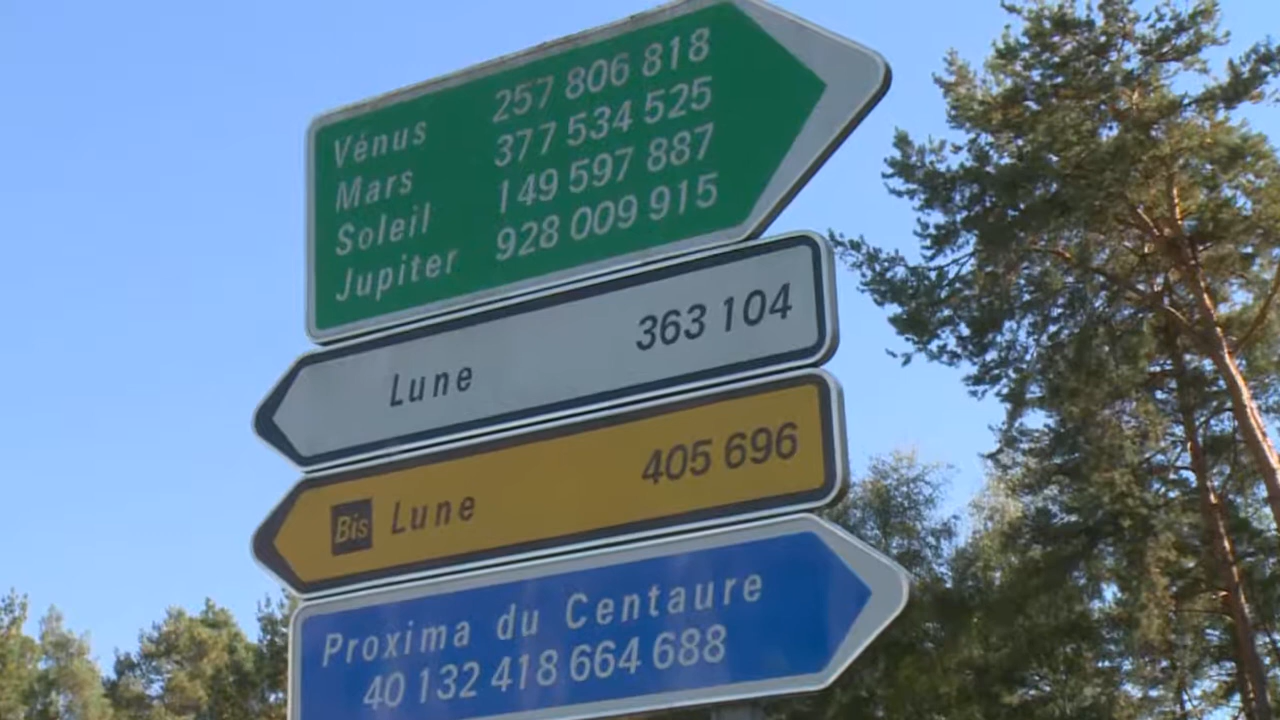 Vénus 257 806 818
Mars 377 534 525
Soleil 149 597 887
Jupiter 928 009 915
Lune 363 104
Bis Lune 405 696
Proxima du Centaure
40 132 418 664 688